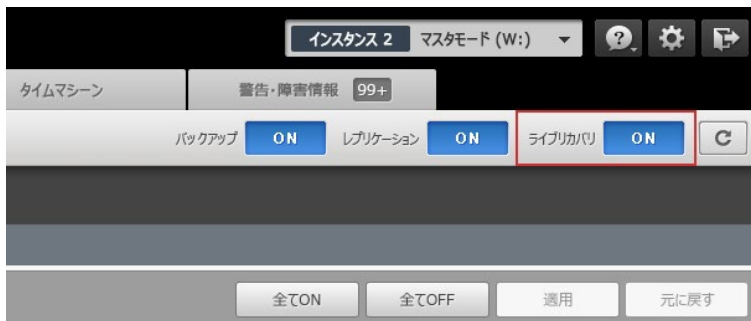 インスタンス 2 マスタモード (W:)
タイムマシーン 警告・障害情報 99+
バックアップ ON レプリケーション ON ライブリカバリ ON
全てON 全てOFF 適用 元に戻す